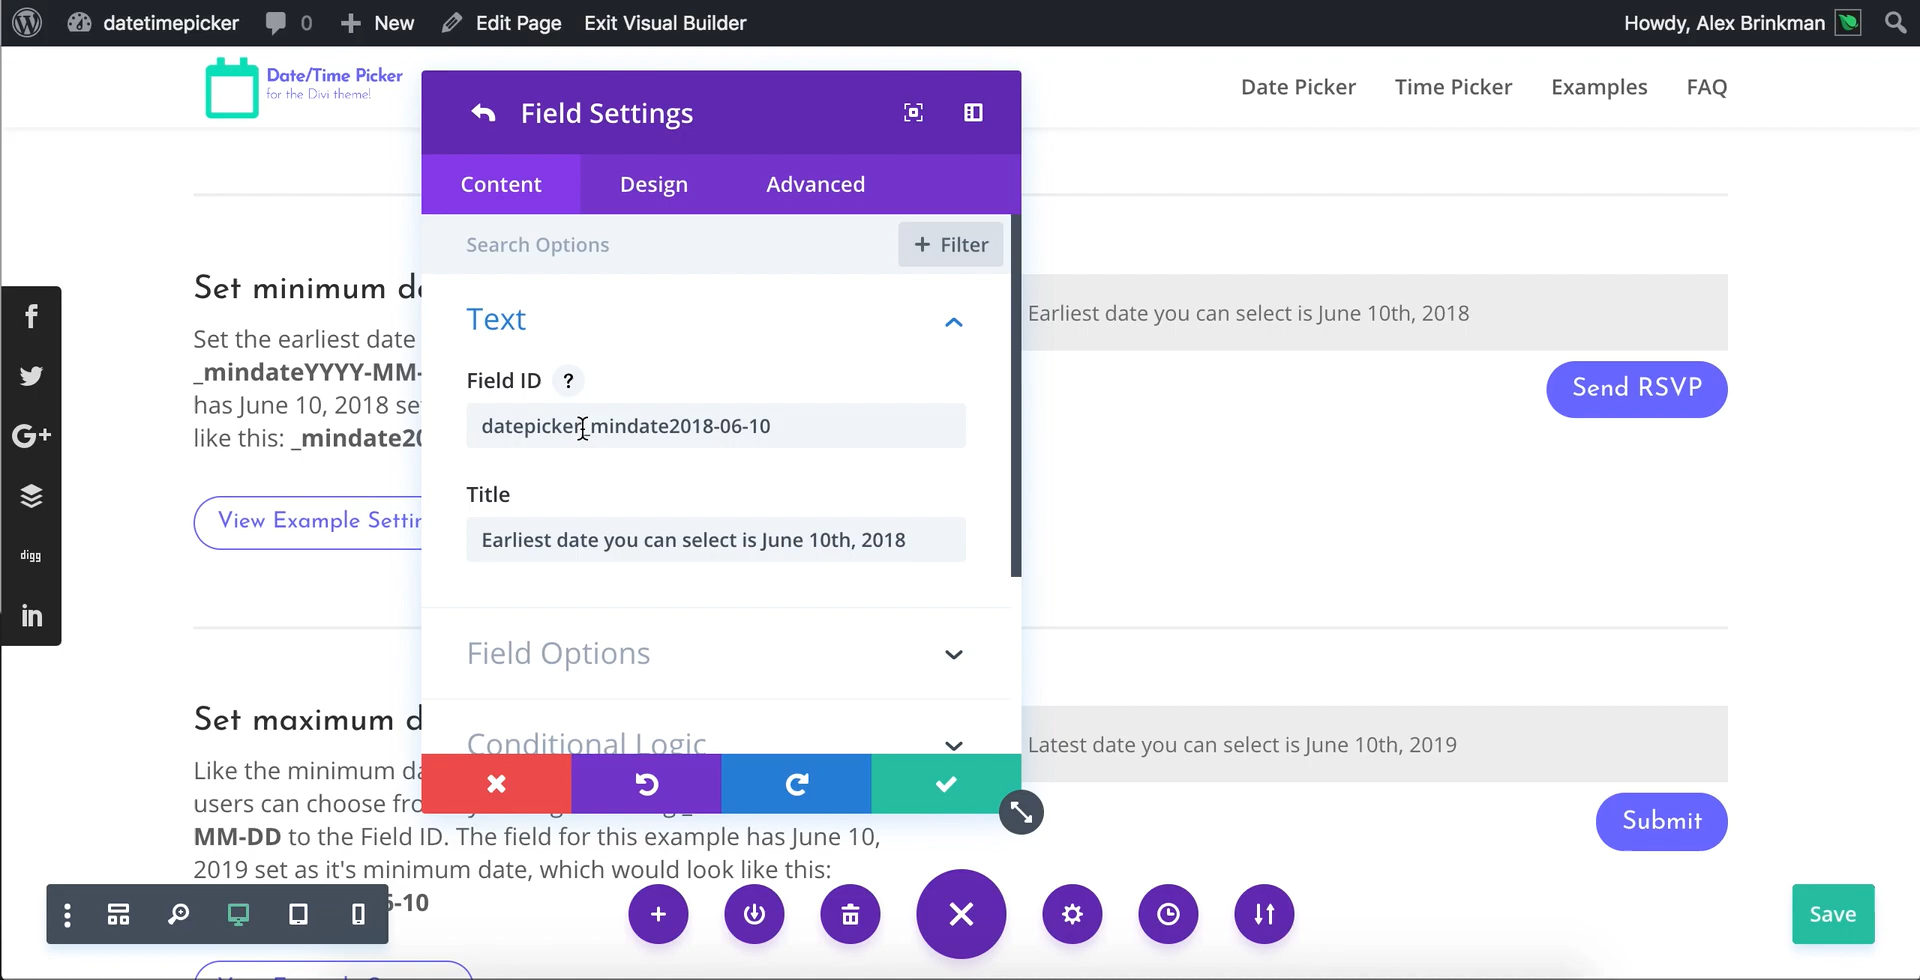 datetimepicker 0 New Edit Page Exit Visual Builder Howdy, Alex Brinkman
Date/Time Picker
for the Divi theme!
Date Picker Time Picker Examples FAQ
Field Settings
Content Design Advanced
Search Options + Filter
Text
Field ID ?
datepicker_mindate2018-06-10
Title
Earliest date you can select is June 10th, 2018
Field Options
Conditional Logic
Set minimum
Set the earliest date
_mindateYYYY-MM-
has June 10, 2018
like this: _mindate20
View Example
Earliest date you can select is June 10th, 2018
Send RSVP
G+
digg
in
Set maximum
Like the minimum
users can choose
MM-DD to the Field ID. The field for this example has June 10,
2019 set as it's minimum date, which would look like this:
-10
Latest date you can select is June 10th, 2019
Submit
Save